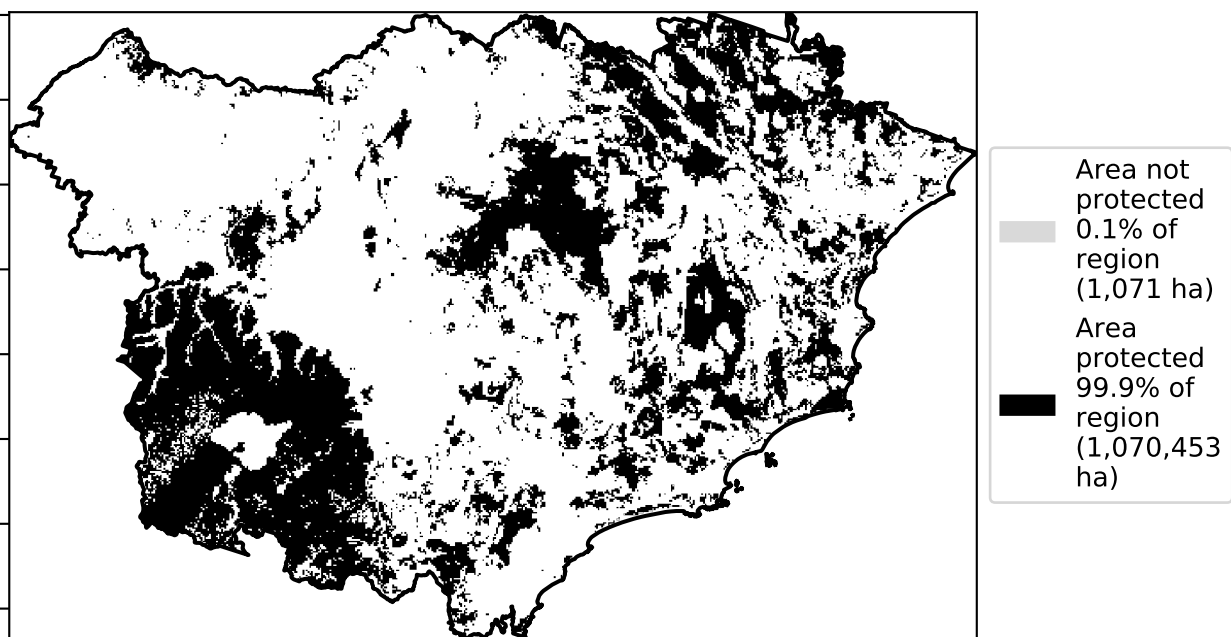 Area not
protected
0.1% of
region
(1,071 ha)
Area
protected
99.9% of
region
(1,070,453
ha)